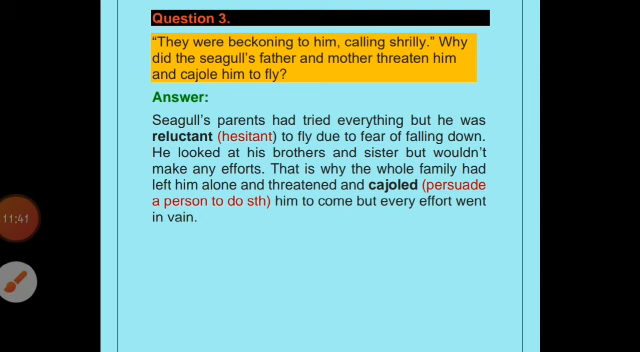 Question 3.
“They were beckoning to him, calling shrilly.” Why
did the seagull’s father and mother threaten him
and cajole him to fly?
Answer:
Seagull’s parents had tried everything but he was
reluctant (hesitant) to fly due to fear of falling down.
He looked at his brothers and sister but wouldn’t
make any efforts. That is why the whole family had
left him alone and threatened and cajoled (persuade
a person to do sth) him to come but every effort went
in vain.
11:41